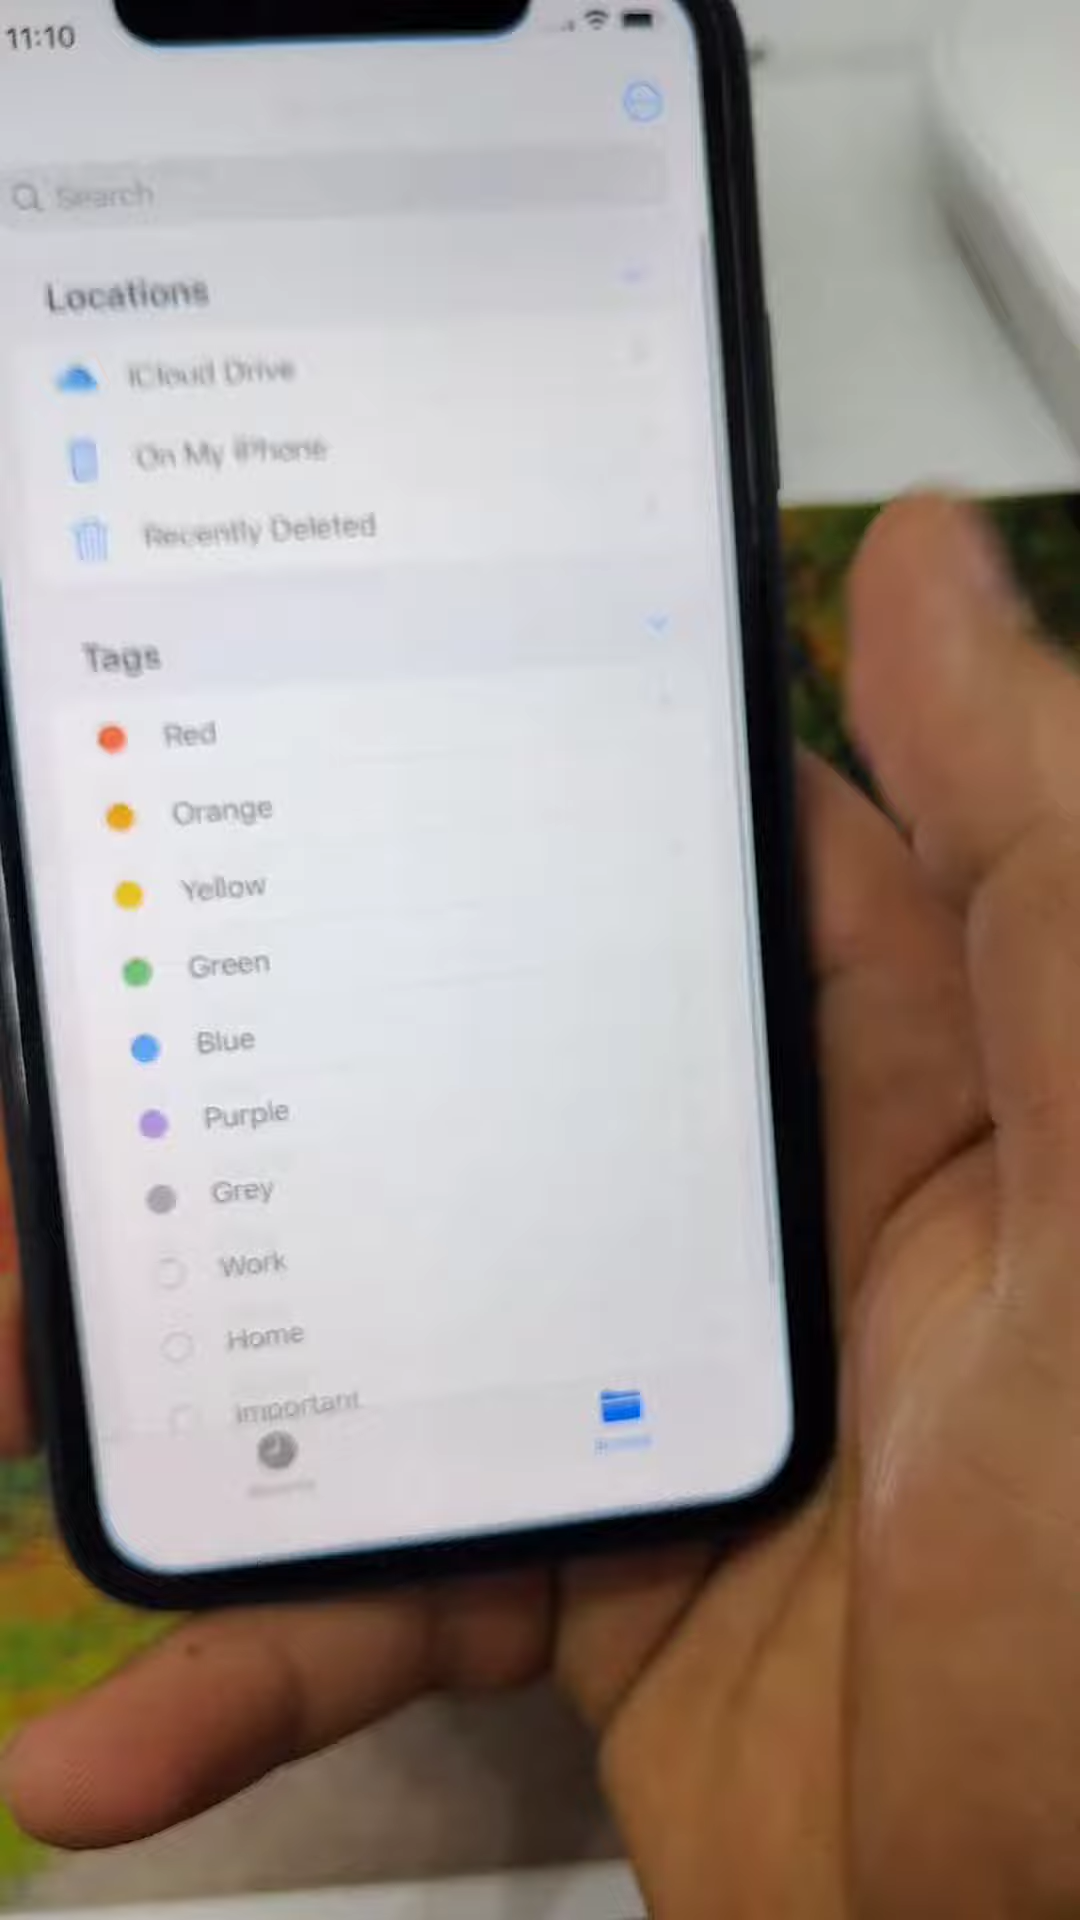 11:10
Search
Locations
iCloud Drive
On My iPhone
Recently Deleted
Tags
Red
Orange
Yellow
Green
Blue
Purple
Grey
Work
Home
Important